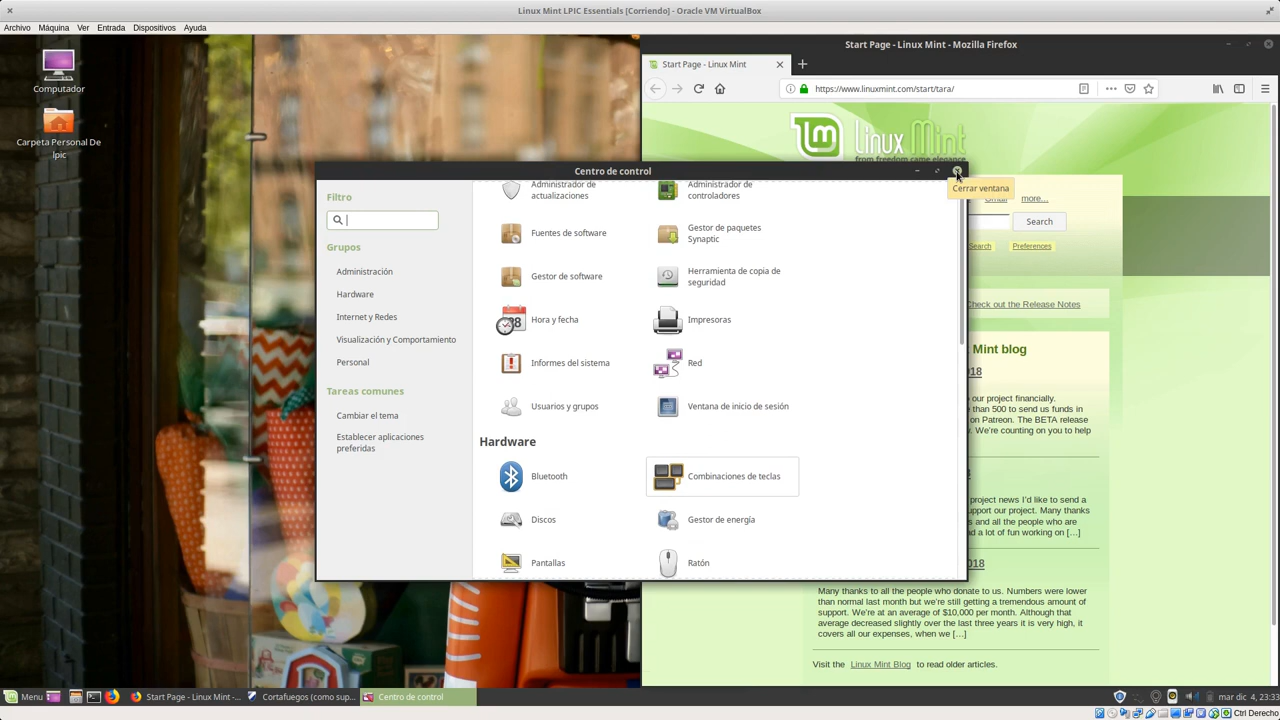 Linux Mint LPIC Essentials [Corriendo] - Oracle VM VirtualBox
Archivo Máquina Ver Entrada Dispositivos Ayuda
Start Page - Linux Mint - Mozilla Firefox
Start Page - Linux Mint
https://www.linuxmint.com/start/tara/
Computador
Carpeta Personal De
lpic
Linux Mint
from freedom came elegance
Centro de control
Cerrar ventana
Filtro
Grupos
Administración
Hardware
Internet y Redes
Visualización y Comportamiento
Personal
Tareas comunes
Cambiar el tema
Establecer aplicaciones
preferidas
Administrador de
actualizaciones
Administrador de
controladores
Fuentes de software
Gestor de paquetes
Synaptic
Gestor de software
Herramienta de copia de
seguridad
Hora y fecha
Impresoras
Informes del sistema
Red
Usuarios y grupos
Ventana de inicio de sesión
Hardware
Bluetooth
Combinaciones de teclas
Discos
Gestor de energía
Pantallas
Ratón
Gmail more...
Search
Search Preferences
Check out the Release Notes
Mint blog
018
project our financially.
than 500 to send us funds in
on Patreon. The BETA release
y. We're counting on you to help
project news I'd like to send a
support our project. Many thanks
s and all the people who are
d a lot of fun working on […]
2018
Many thanks to all the people who donate to us. Numbers were lower
than normal last month but we're still getting a tremendous amount of
support. We're at an average of $10,000 per month. Although that
average decreased slightly over the last three years it is very high, it
covers all our expenses, when we […]
Visit the Linux Mint Blog to read older articles.
Menu
Start Page - Linux Mint -...
Cortafuegos (como sup...
Centro de control
mar dic 4, 23:33
Ctrl Derecho